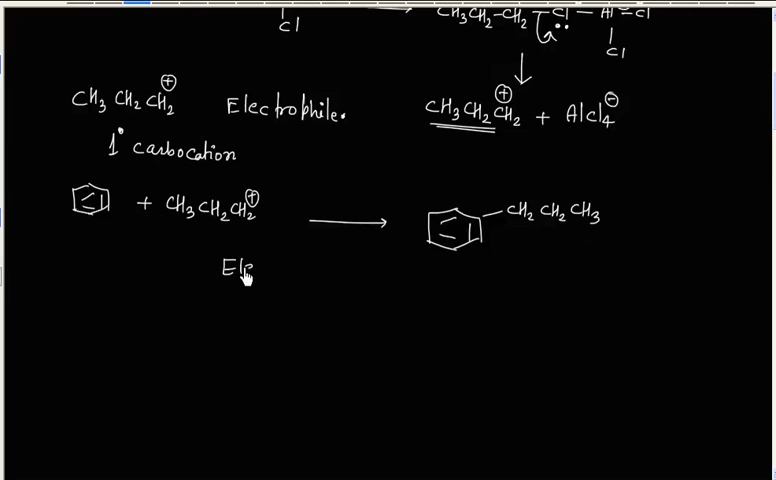 Cl
CH3CH2-CH2 - Cl - Al - Cl
Cl
CH3 CH2 CH2 + Electrophile. CH3CH2CH2 + + AlCl4 -
1° carbocation
+ CH3CH2CH2 + CH2 CH2 CH3
Ele